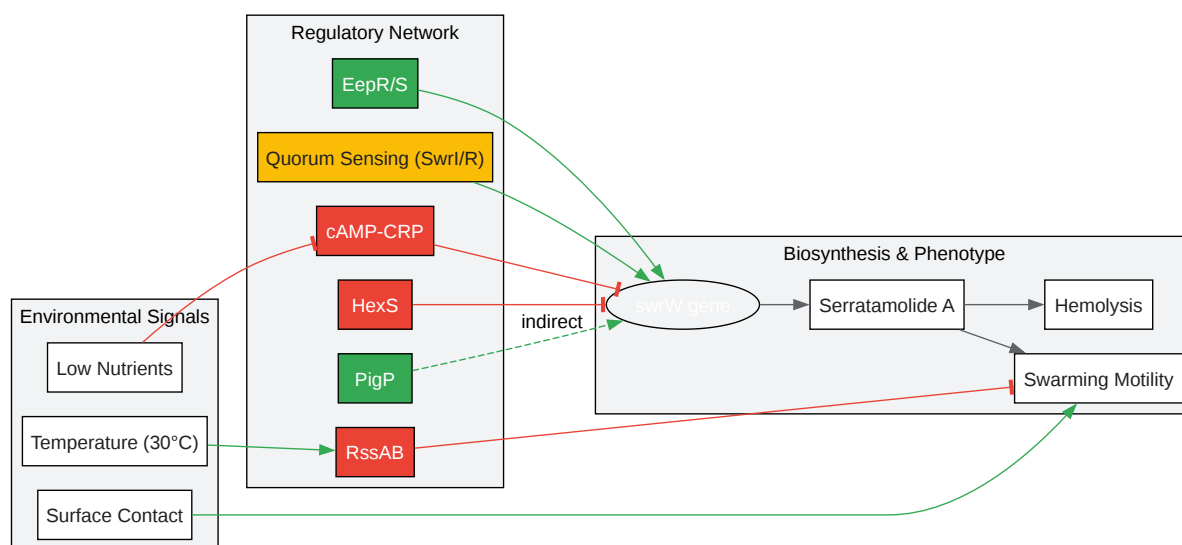 Regulatory Network
EepR/S
Quorum Sensing (SwrI/R)
cAMP-CRP
HexS
indirect
PigP
RssAB
Environmental Signals
Low Nutrients
Temperature (30°C)
Surface Contact
Biosynthesis & Phenotype
swrW gene
Serratamolide A
Hemolysis
Swarming Motility